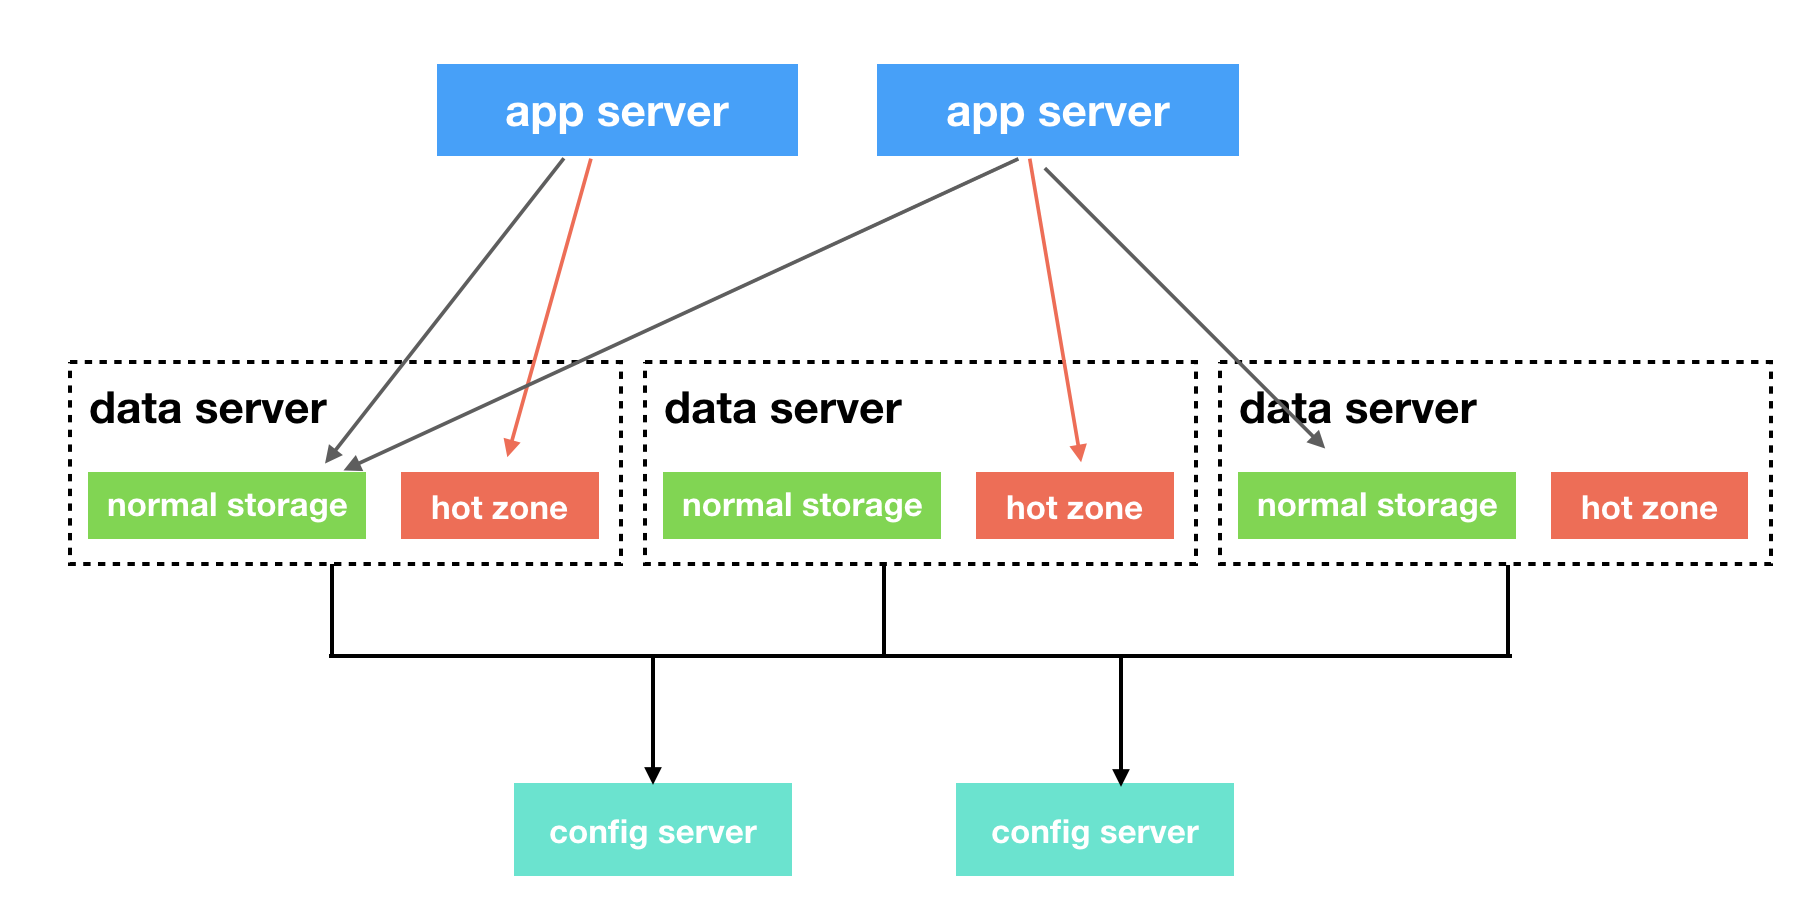 app server
app server
data server
data server
data server
normal storage
hot zone
normal storage
hot zone
normal storage
hot zone
config server
config server